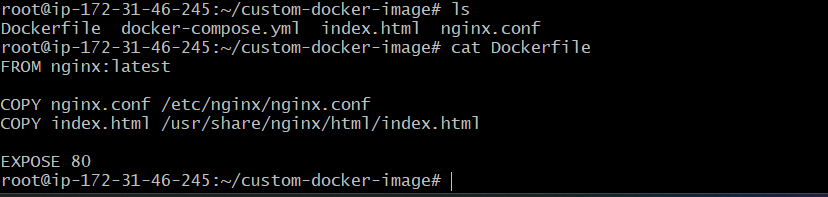 root@ip-172-31-46-245:~/custom-docker-image# ls
Dockerfile  docker-compose.yml  index.html  nginx.conf
root@ip-172-31-46-245:~/custom-docker-image# cat Dockerfile
FROM nginx:latest

COPY nginx.conf /etc/nginx/nginx.conf
COPY index.html /usr/share/nginx/html/index.html

EXPOSE 80
root@ip-172-31-46-245:~/custom-docker-image#